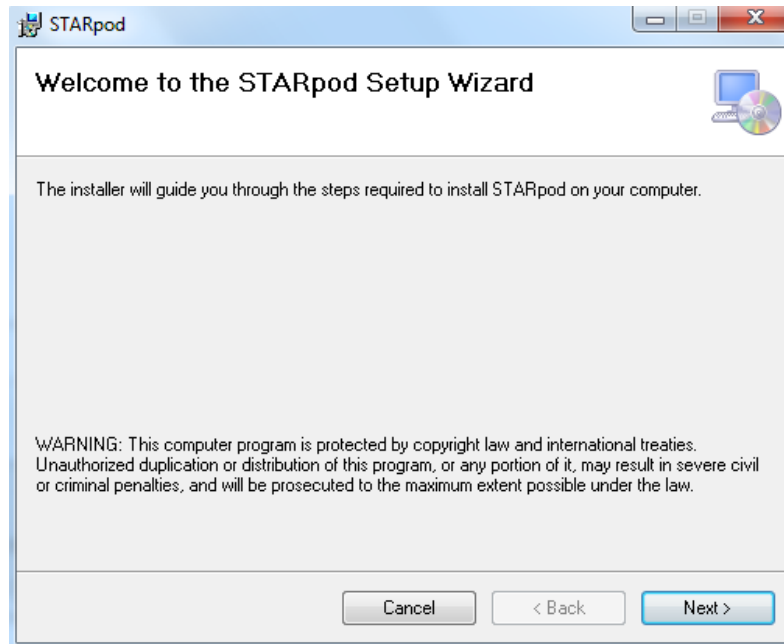 STARpod
Welcome to the STARpod Setup Wizard
The installer will guide you through the steps required to install STARpod on your computer.
WARNING: This computer program is protected by copyright law and international treaties.
Unauthorized duplication or distribution of this program, or any portion of it, may result in severe civil
or criminal penalties, and will be prosecuted to the maximum extent possible under the law.
Cancel
< Back
Next >